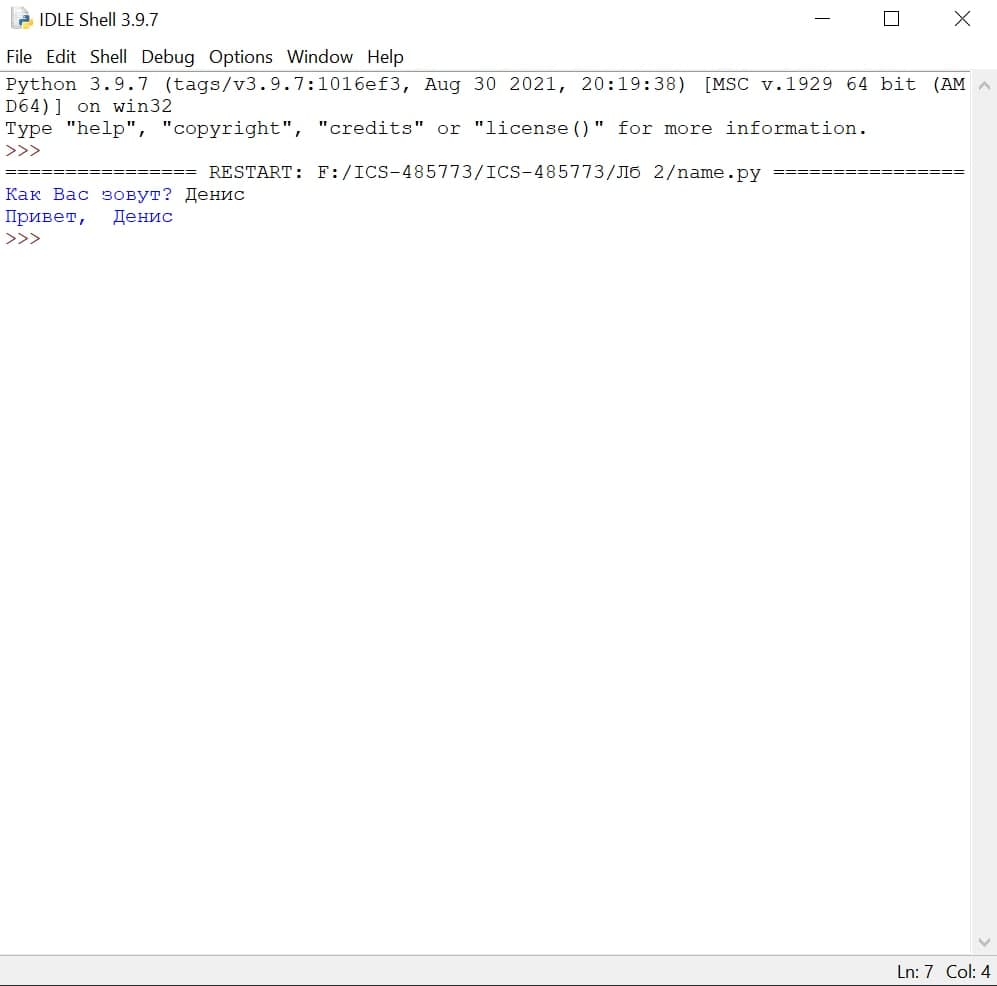 IDLE Shell 3.9.7
File Edit Shell Debug Options Window Help
Python 3.9.7 (tags/v3.9.7:1016ef3, Aug 30 2021, 20:19:38) [MSC v.1929 64 bit (AM
D64)] on win32
Type "help", "copyright", "credits" or "license()" for more information.
>>>
================ RESTART: F:/ICS-485773/ICS-485773/Лб 2/name.py ================
Как Вас зовут? Денис
Привет,  Денис
>>>
Ln: 7 Col: 4